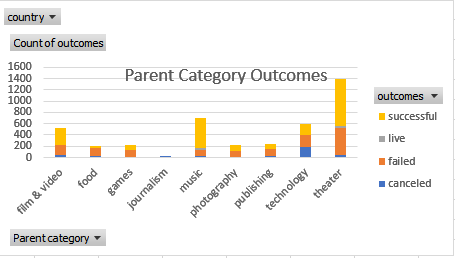 country
Count of outcomes
Parent Category Outcomes
1600
1400
1200
1000
800
600
400
200
0
film & video
food
games
journalism
music
photography
publishing
technology
theater
outcomes
successful
live
failed
canceled
Parent category